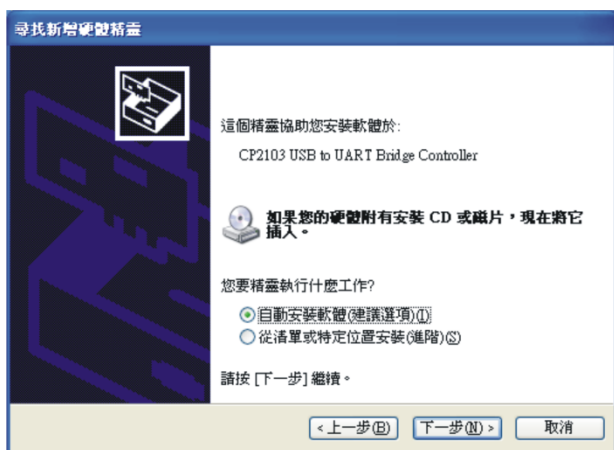 尋找新增硬體精靈
這個精靈協助您安裝軟體於:
CP2103 USB to UART Bridge Controller
如果您的硬體附有安裝 CD 或磁片，現在將它
插入。
您要精靈執行什麼工作?
自動安裝軟體(建議選項)(I)
從清單或特定位置安裝(進階)(S)
請按 [下一步] 繼續。
<上一步(B) 下一步(N)> 取消